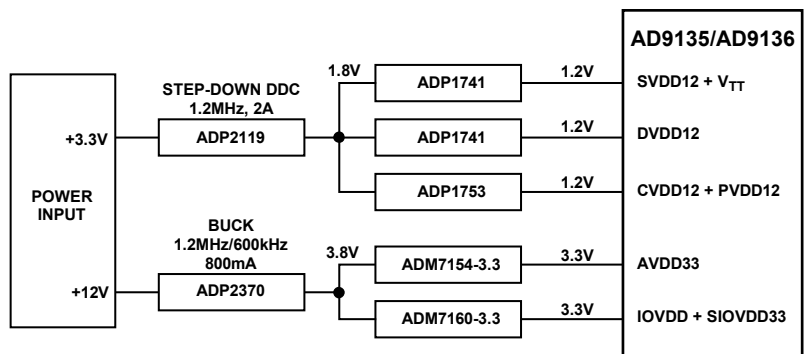 AD9135/AD9136
STEP-DOWN DDC
1.2MHz, 2A
1.8V
ADP1741
1.2V
SVDD12 + VTT
+3.3V
ADP2119
ADP1741
1.2V
DVDD12
ADP1753
1.2V
CVDD12 + PVDD12
POWER
INPUT
BUCK
1.2MHz/600kHz
800mA
3.8V
ADM7154-3.3
3.3V
AVDD33
+12V
ADP2370
ADM7160-3.3
3.3V
IOVDD + SIOVDD33